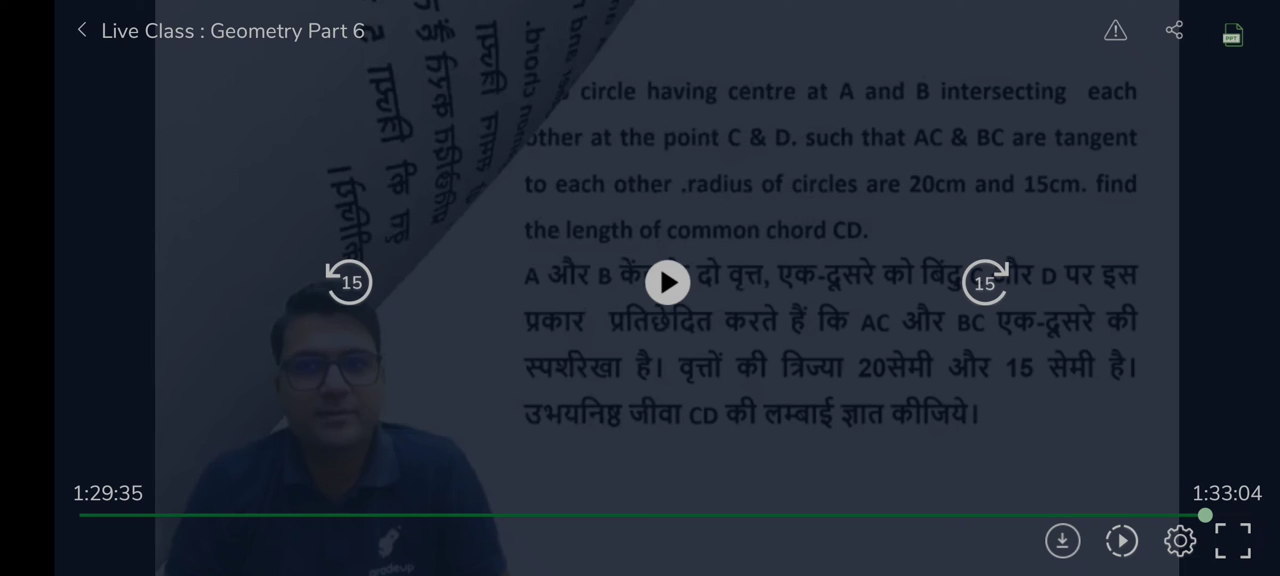 Live Class : Geometry Part 6
PPT
circle having centre at A and B intersecting each
other at the point C & D. such that AC & BC are tangent
to each other .radius of circles are 20cm and 15cm. find
the length of common chord CD.
A और B दो वृत्त, एक-दूसरे को बिंदु C और D पर इस
15
15
प्रकार प्रतिछेदित करते हैं कि AC और BC एक-दूसरे की
स्पर्शरेखा है। वृत्तों की त्रिज्या 20सेमी और 15 सेमी है।
उभयनिष्ठ जीवा CD की लम्बाई ज्ञात कीजिये।
1:29:35
1:33:04
gradeup